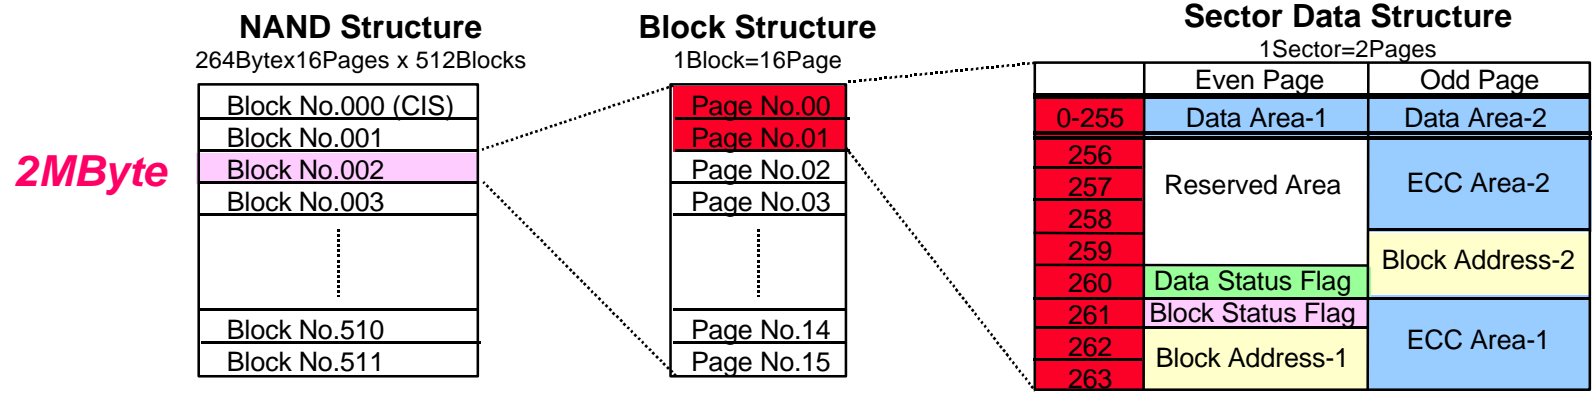 2MByte
NAND Structure
264Bytex16Pages x 512Blocks
Block No.000 (CIS)
Block No.001
Block No.002
Block No.003
Block No.510
Block No.511
Block Structure
1Block=16Page
Page No.00
Page No.01
Page No.02
Page No.03
Page No.14
Page No.15
Sector Data Structure
1Sector=2Pages
Even Page Odd Page
0-255 Data Area-1 Data Area-2
256
257 Reserved Area ECC Area-2
258
259
Block Address-2
260 Data Status Flag
261 Block Status Flag
262 ECC Area-1
Block Address-1
263